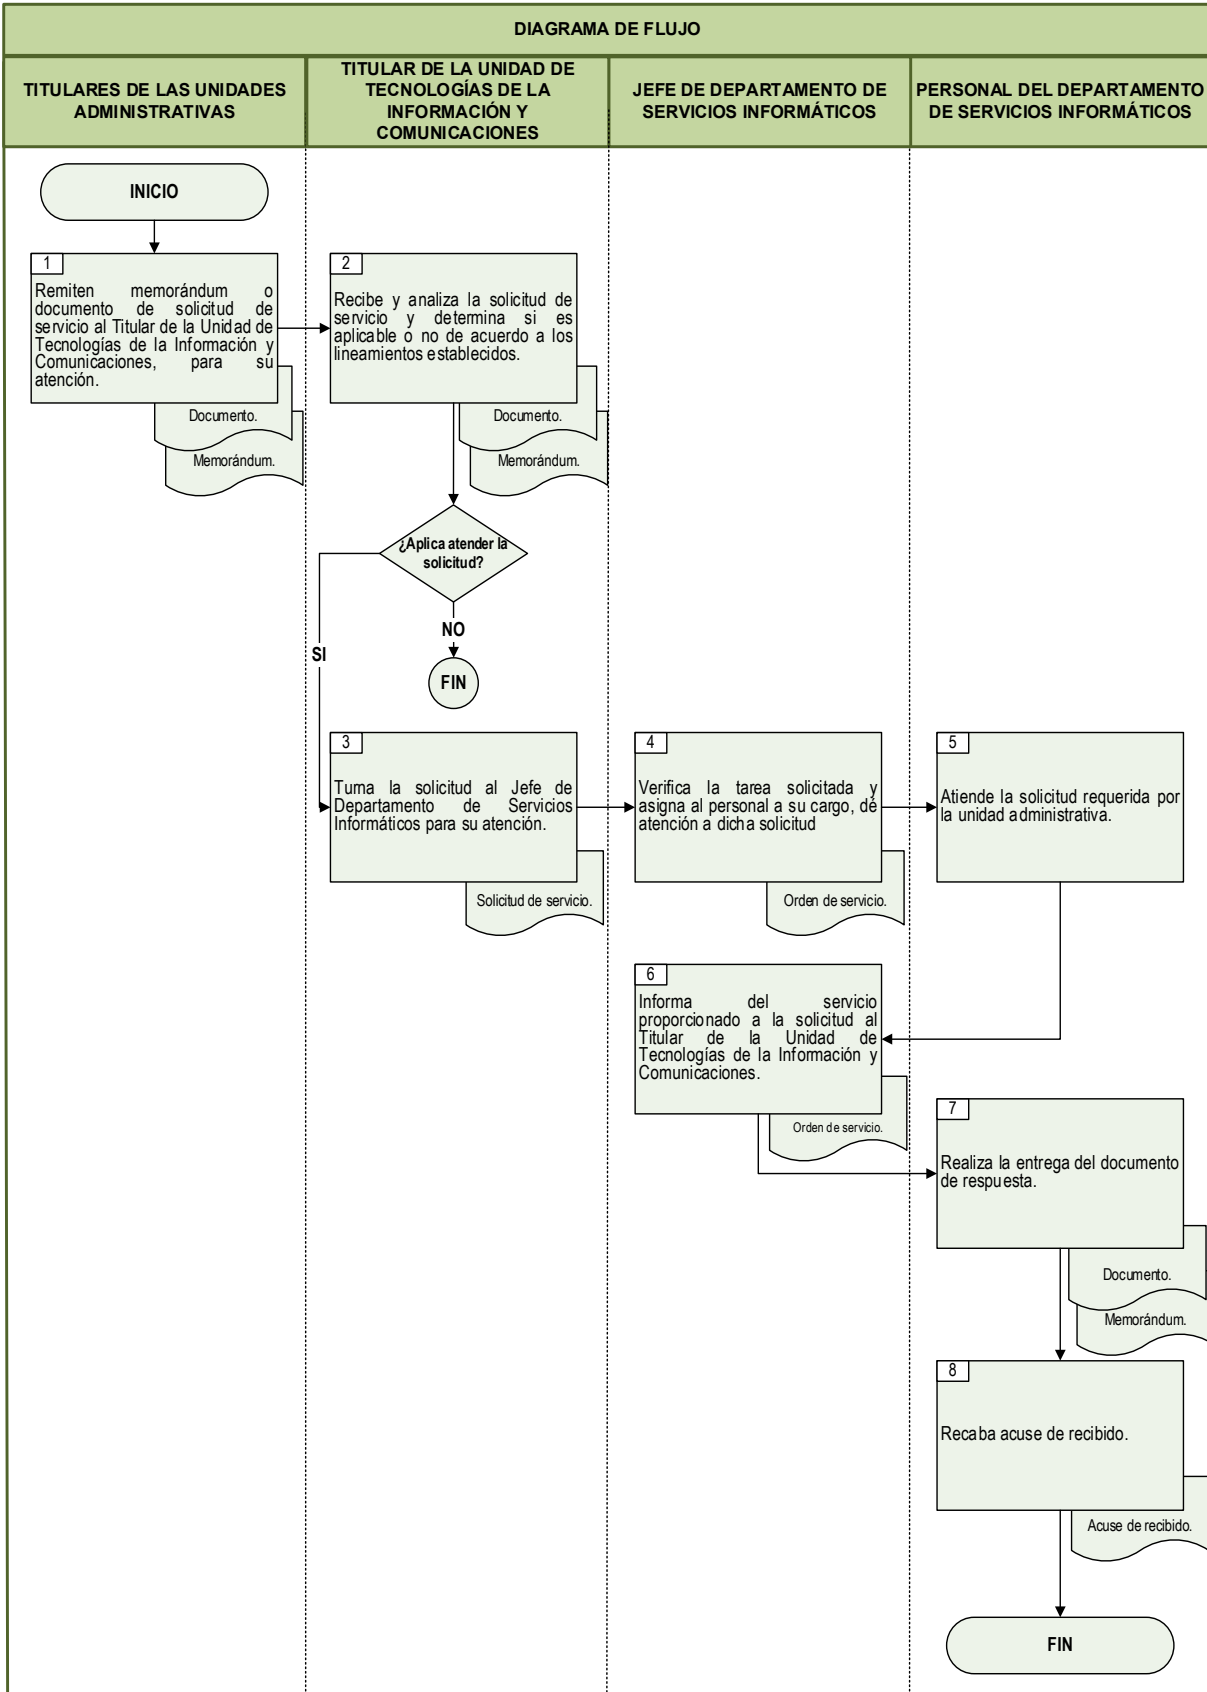 DIAGRAMA DE FLUJO
TITULARES DE LAS UNIDADES
ADMINISTRATIVAS
TITULAR DE LA UNIDAD DE
TECNOLOGÍAS DE LA
INFORMACIÓN Y
COMUNICACIONES
JEFE DE DEPARTAMENTO DE
SERVICIOS INFORMÁTICOS
PERSONAL DEL DEPARTAMENTO
DE SERVICIOS INFORMÁTICOS
INICIO
1
Remiten memorándum o
documento de solicitud de
servicio al Titular de la Unidad de
Tecnologías de la Información y
Comunicaciones, para su
atención.
Documento.
Memorándum.
2
Recibe y analiza la solicitud de
servicio y determina si es
aplicable o no de acuerdo a los
lineamientos establecidos.
Documento.
Memorándum.
¿Aplica atender la
solicitud?
NO
SI
FIN
3
Turna la solicitud al Jefe de
Departamento de Servicios
Informáticos para su atención.
Solicitud de servicio.
4
Verifica la tarea solicitada y
asigna al personal a su cargo, dé
atención a dicha solicitud
Orden de servicio.
5
Atiende la solicitud requerida por
la unidad administrativa.
6
Informa del servicio
proporcionado a la solicitud al
Titular de la Unidad de
Tecnologías de la Información y
Comunicaciones.
Orden de servicio.
7
Realiza la entrega del documento
de respuesta.
Documento.
Memorándum.
8
Recaba acuse de recibido.
Acuse de recibido.
FIN